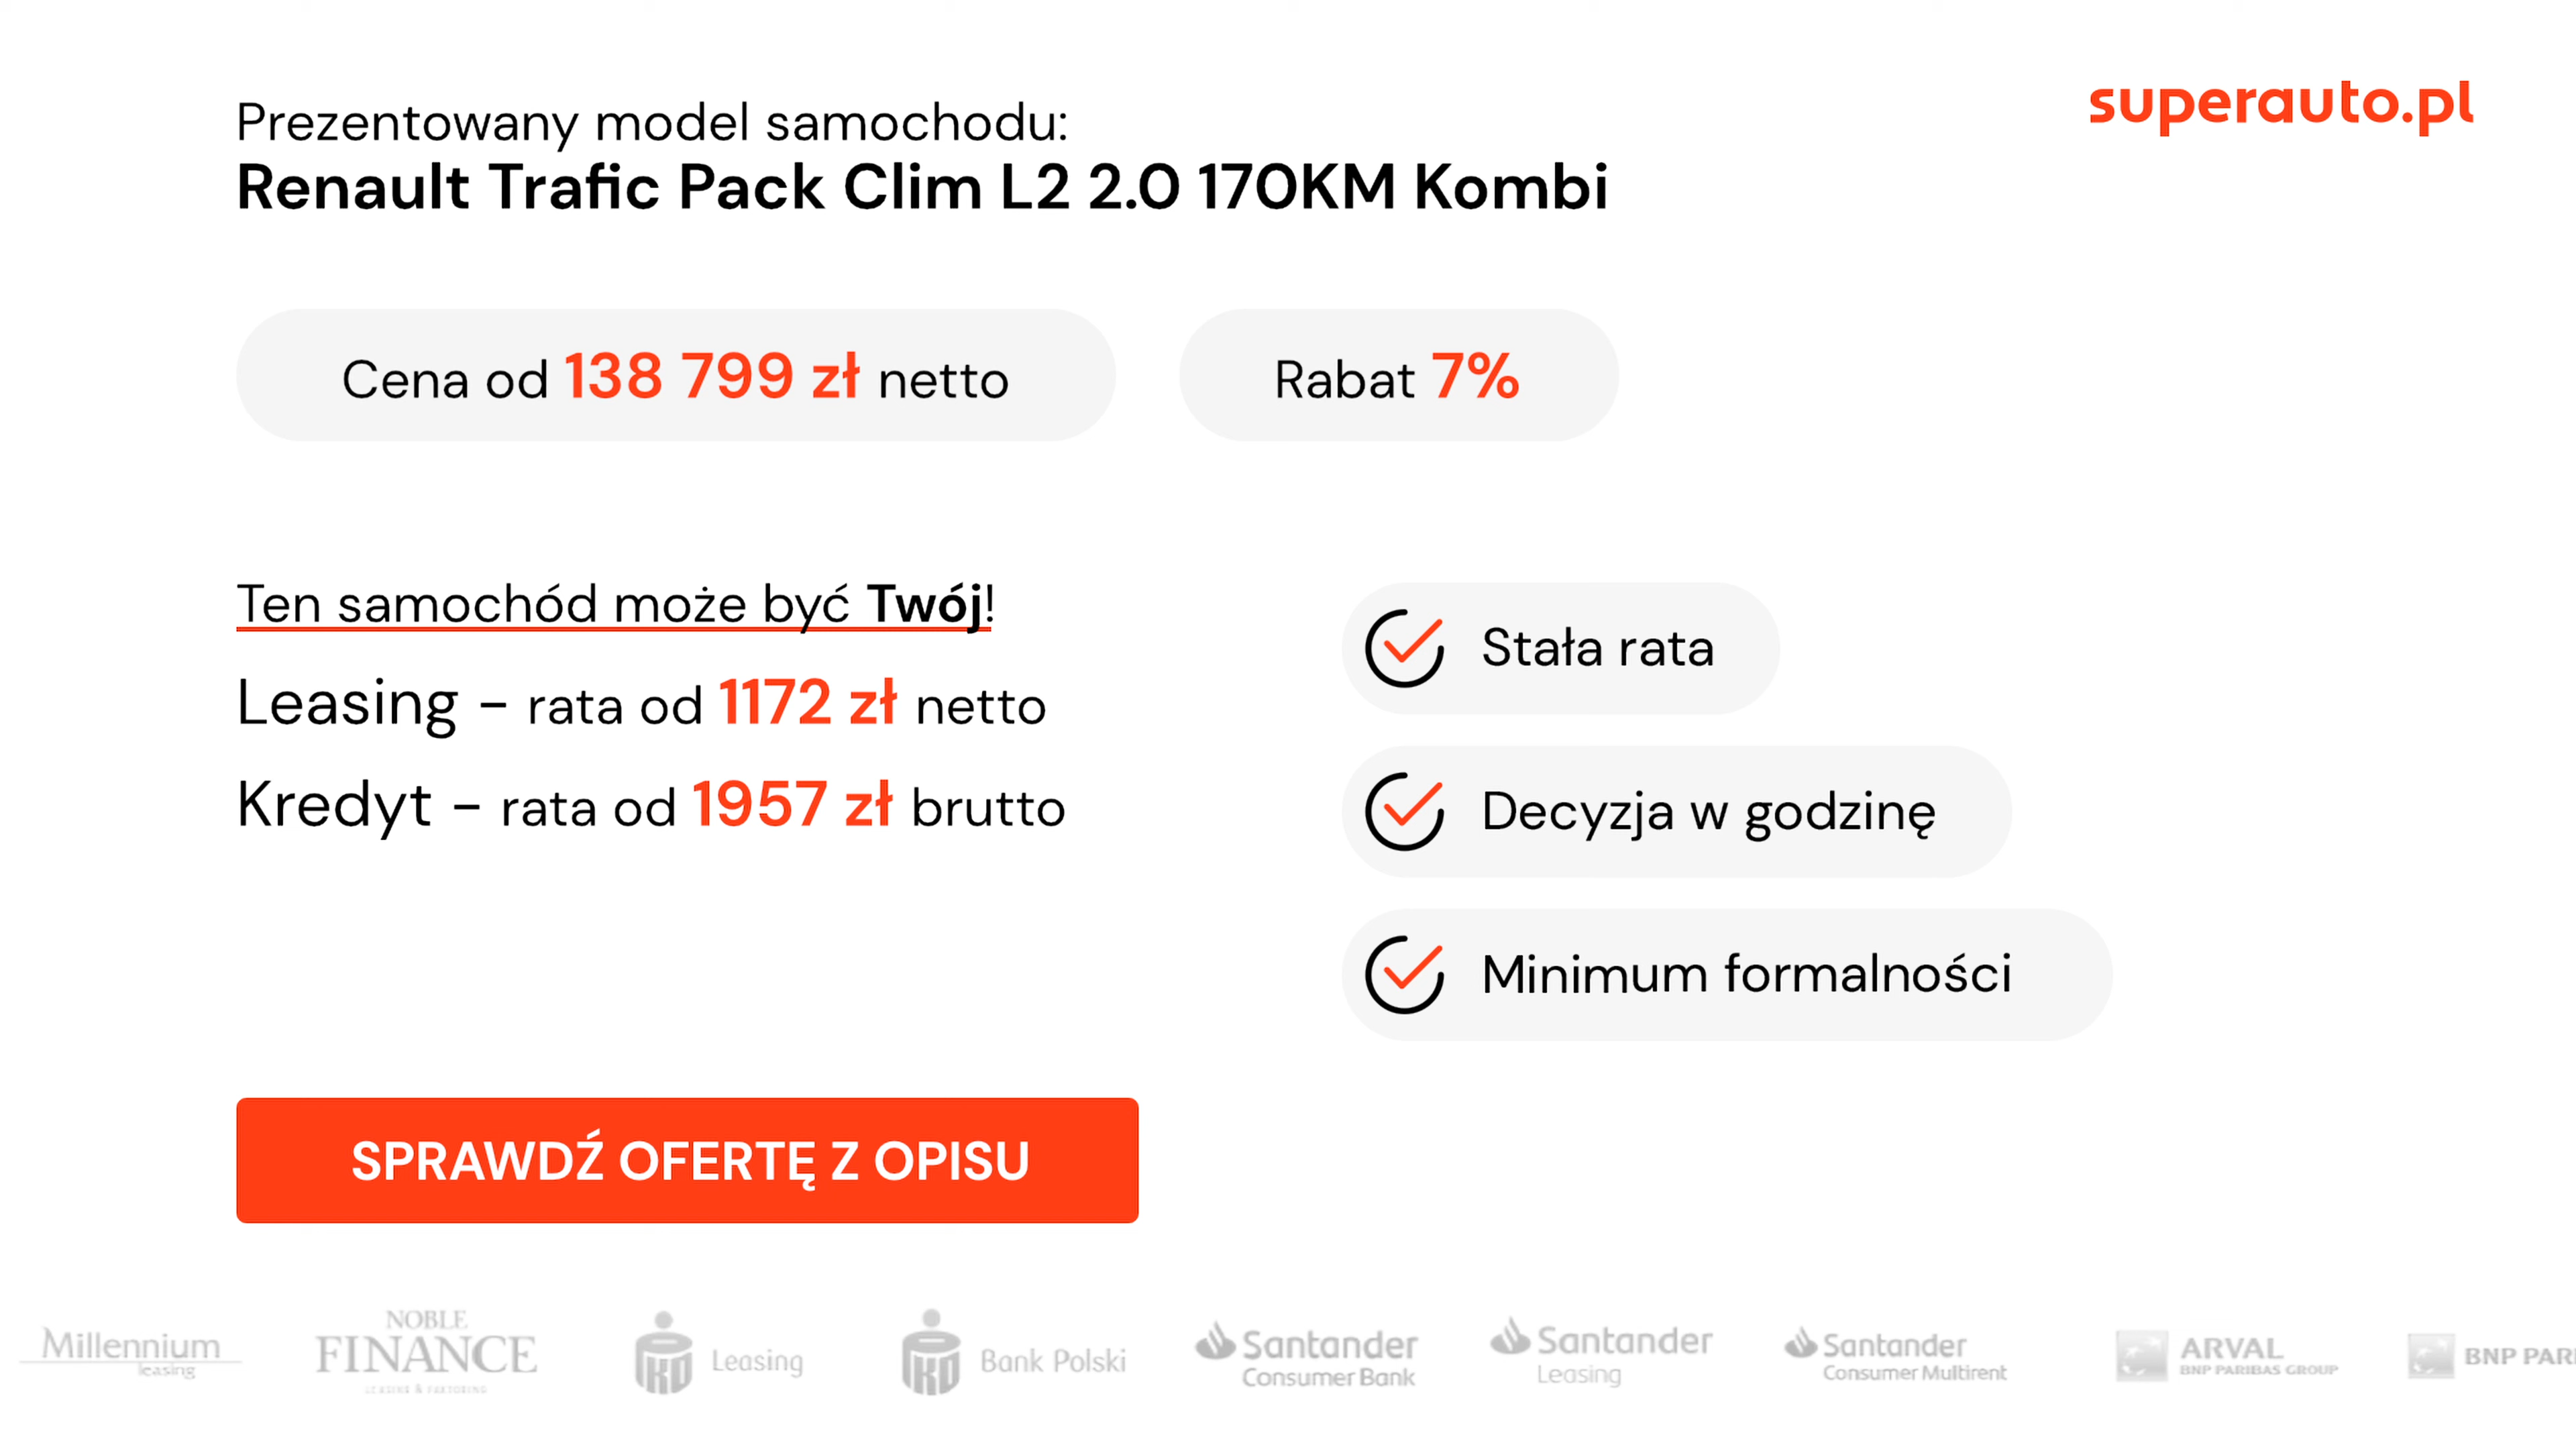 superauto.pl
Prezentowany model samochodu:
Renault Trafic Pack Clim L2 2.0 170KM Kombi
Cena od 138 799 zł netto
Rabat 7%
Ten samochód może być Twój!
Leasing - rata od 1172 zł netto
Kredyt - rata od 1957 zł brutto
Stała rata
Decyzja w godzinę
Minimum formalności
SPRAWDŹ OFERTĘ Z OPISU
Millennium
leasing
NOBLE
FINANCE
LEASING & FAKTORING
Leasing
Bank Polski
Santander
Consumer Bank
Santander
Leasing
Santander
Consumer Multirent
ARVAL
BNP PARIBAS GROUP
BNP